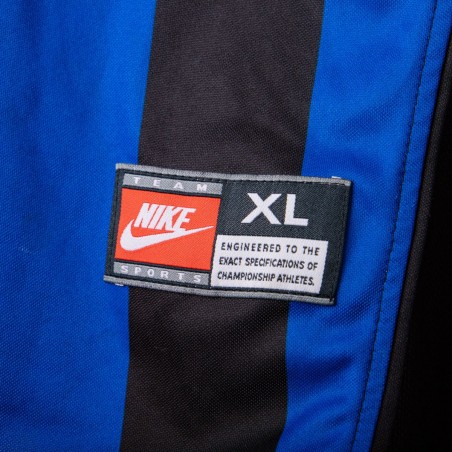 TEAM
NIKE
SPORTS
XL
ENGINEERED TO THE
EXACT SPECIFICATIONS OF
CHAMPIONSHIP ATHLETES.